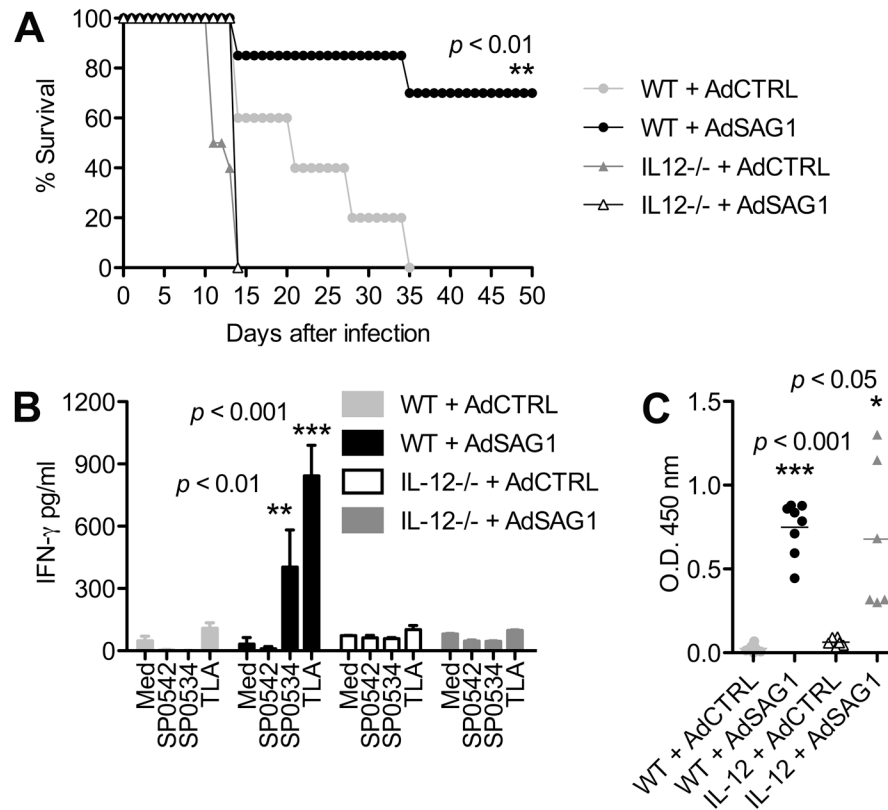 A
100
80
60
40
20
0
% Survival
p < 0.01
**
0 5 10 15 20 25 30 35 40 45 50
Days after infection
WT + AdCTRL
WT + AdSAG1
IL12-/- + AdCTRL
IL12-/- + AdSAG1
B
1200
900
600
300
0
IFN-γ pg/ml
p < 0.001
***
p < 0.01
**
WT + AdCTRL
WT + AdSAG1
IL-12-/- + AdCTRL
IL-12-/- + AdSAG1
Med SP0542 SP0534 TLA Med SP0542 SP0534 TLA Med SP0542 SP0534 TLA Med SP0542 SP0534 TLA
C
p < 0.05
*
p < 0.001
***
1.5
1.0
0.5
0.0
O.D. 450 nm
WT + AdCTRL
WT + AdSAG1
IL-12 + AdCTRL
IL-12 + AdSAG1